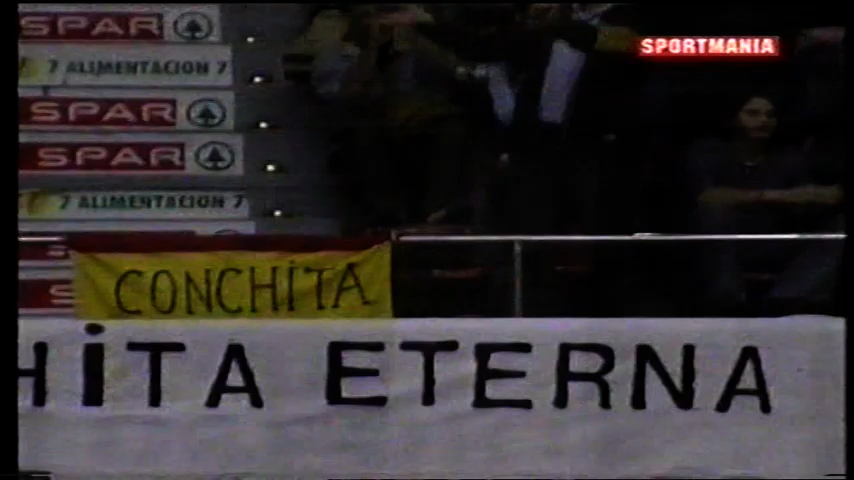 SPAR
SPORTMANIA
7 ALIMENTACION 7
SPAR
SPAR
7 ALIMENTACION 7
CONCHITA
HITA ETERNA